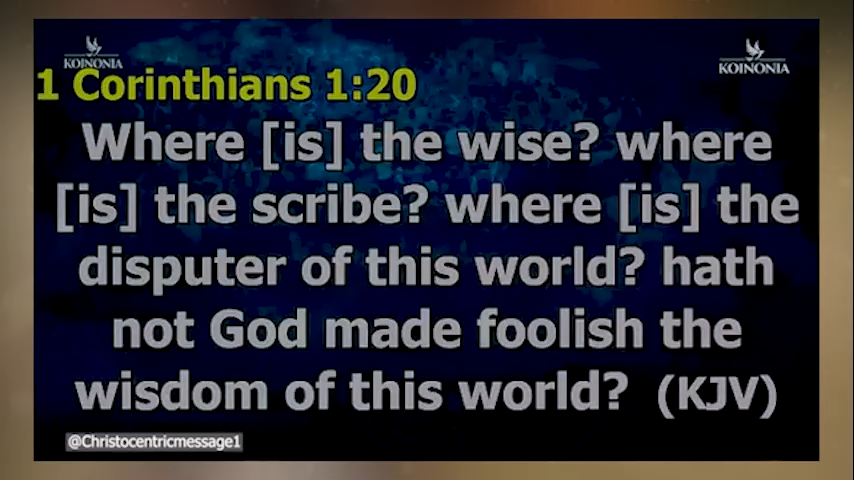 KOINONIA
KOINONIA
1 Corinthians 1:20
Where [is] the wise? where
[is] the scribe? where [is] the
disputer of this world? hath
not God made foolish the
wisdom of this world? (KJV)
@Christocentricmessage1